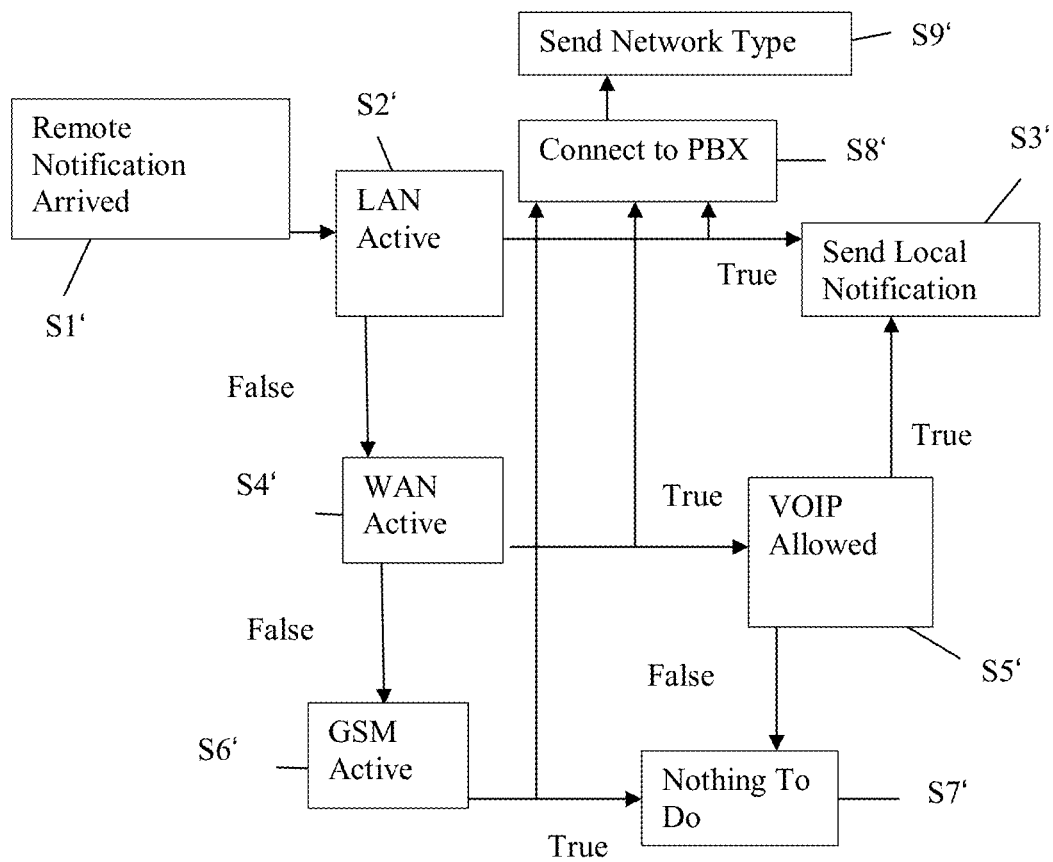 Send Network Type
S9‘
S2‘
Remote
Notification
Arrived
Connect to PBX
S8‘
S3‘
LAN
Active
Send Local
Notification
True
S1‘
False
True
S4‘
WAN
Active
True
VOIP
Allowed
False
False
S5‘
S6‘
GSM
Active
Nothing To
Do
S7‘
True